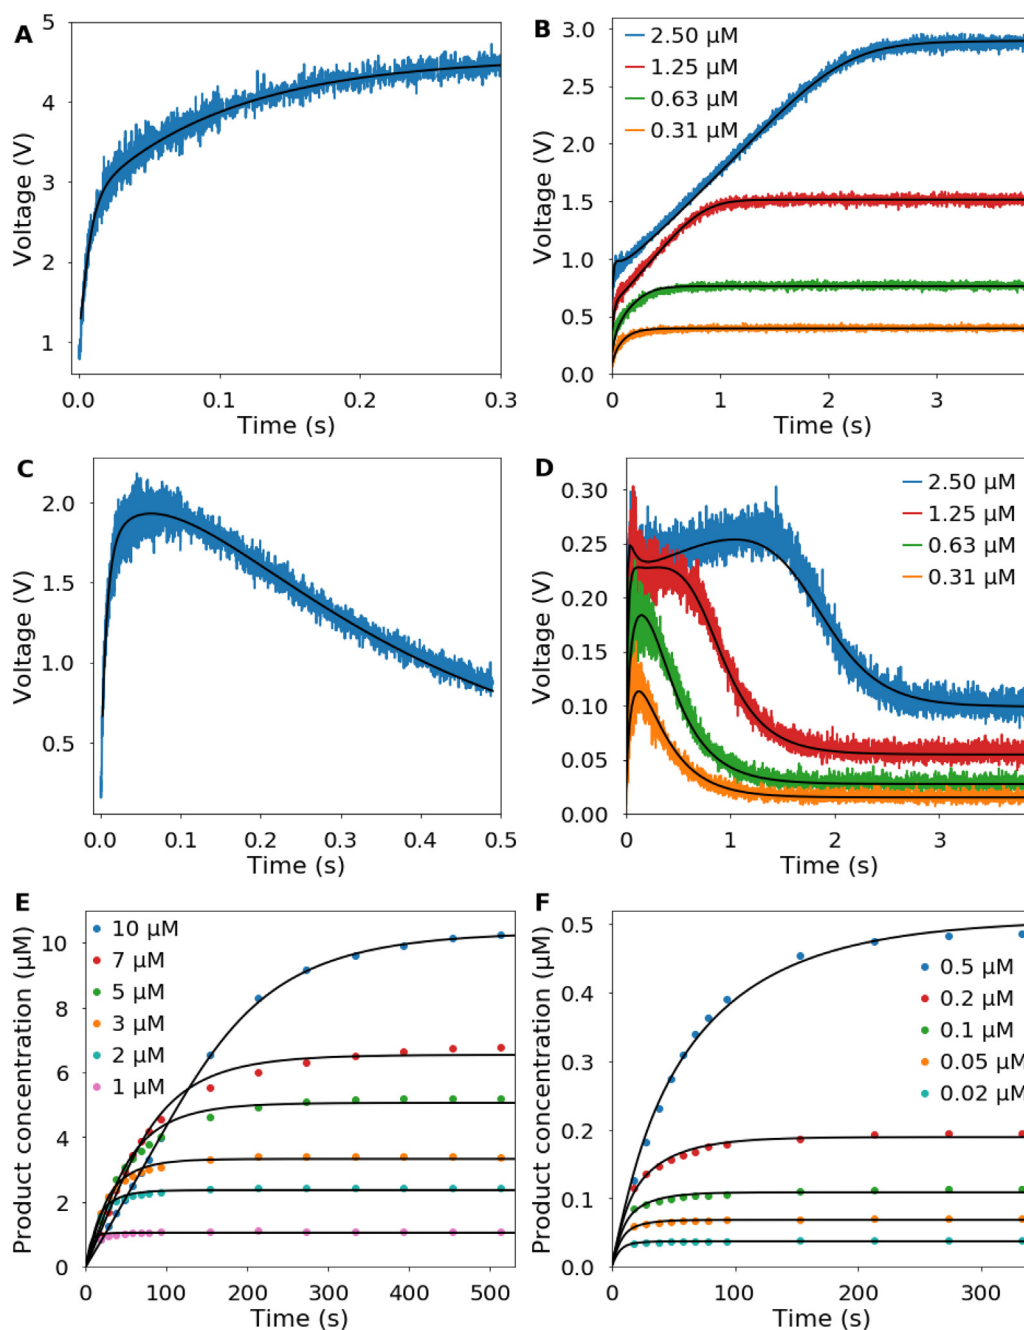 A
Voltage (V)
5
4
3
2
1
0.0 0.1 0.2 0.3
Time (s)
B
Voltage (V)
3.0
2.5
2.0
1.5
1.0
0.5
0.0
2.50 μM
1.25 μM
0.63 μM
0.31 μM
0 1 2 3
Time (s)
C
Voltage (V)
2.0
1.5
1.0
0.5
0.0 0.1 0.2 0.3 0.4 0.5
Time (s)
D
Voltage (V)
0.30
0.25
0.20
0.15
0.10
0.05
0.00
2.50 μM
1.25 μM
0.63 μM
0.31 μM
0 1 2 3
Time (s)
E
Product concentration (μM)
10
8
6
4
2
0
10 μM
7 μM
5 μM
3 μM
2 μM
1 μM
0 100 200 300 400 500
Time (s)
F
Product concentration (μM)
0.5
0.4
0.3
0.2
0.1
0.0
0.5 μM
0.2 μM
0.1 μM
0.05 μM
0.02 μM
0 100 200 300
Time (s)